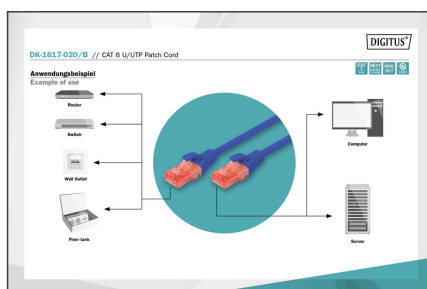 DIGITUS®
DK-1617-020/B // CAT 6 U/UTP Patch Cord
Anwendungsbeispiel
Example of use
Router
Switch
Wall Outlet
Floor tank
Computer
Server